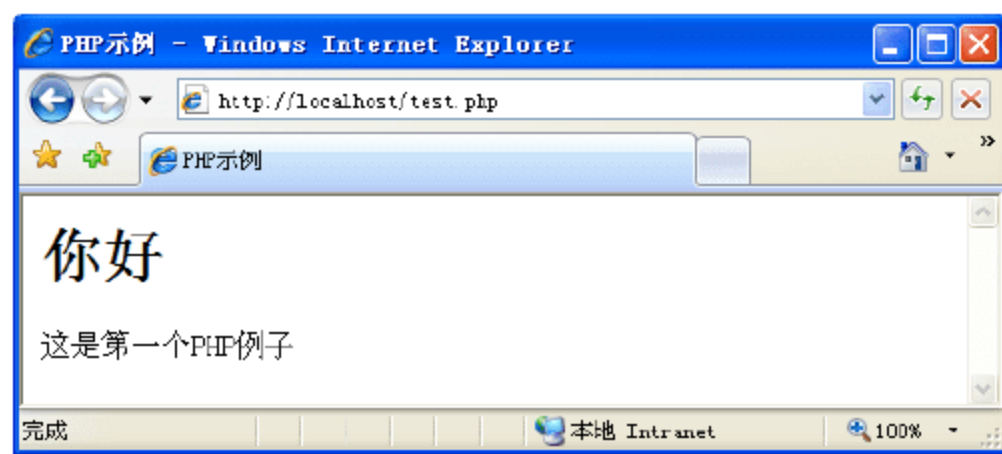 PHP示例 - Windows Internet Explorer
http://localhost/test.php
PHP示例
你好
这是第一个PHP例子
完成 本地 Intranet 100%